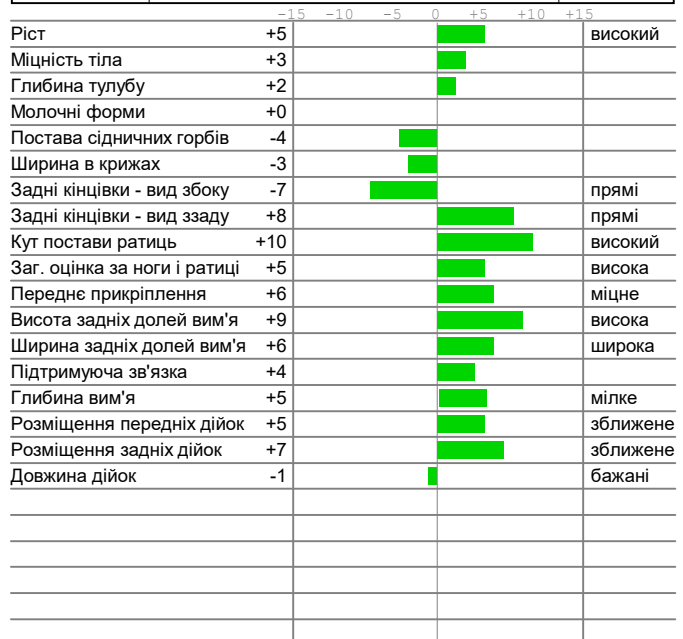 -15 -10 -5 0 +5 +10 +15
Ріст +5 високий
Міцність тіла +3
Глибина тулубу +2
Молочні форми +0
Постава сідничних горбів -4
Ширина в крижах -3
Задні кінцівки - вид збоку -7 прямі
Задні кінцівки - вид ззаду +8 прямі
Кут постави ратиць +10 високий
Заг. оцінка за ноги і ратиці +5 висока
Переднє прикріплення +6 міцне
Висота задніх долей вим'я +9 висока
Ширина задніх долей вим'я +6 широка
Підтримуюча зв'язка +4
Глибина вим'я +5 мілке
Розміщення передніх дійок +5 зближене
Розміщення задніх дійок +7 зближене
Довжина дійок -1 бажані